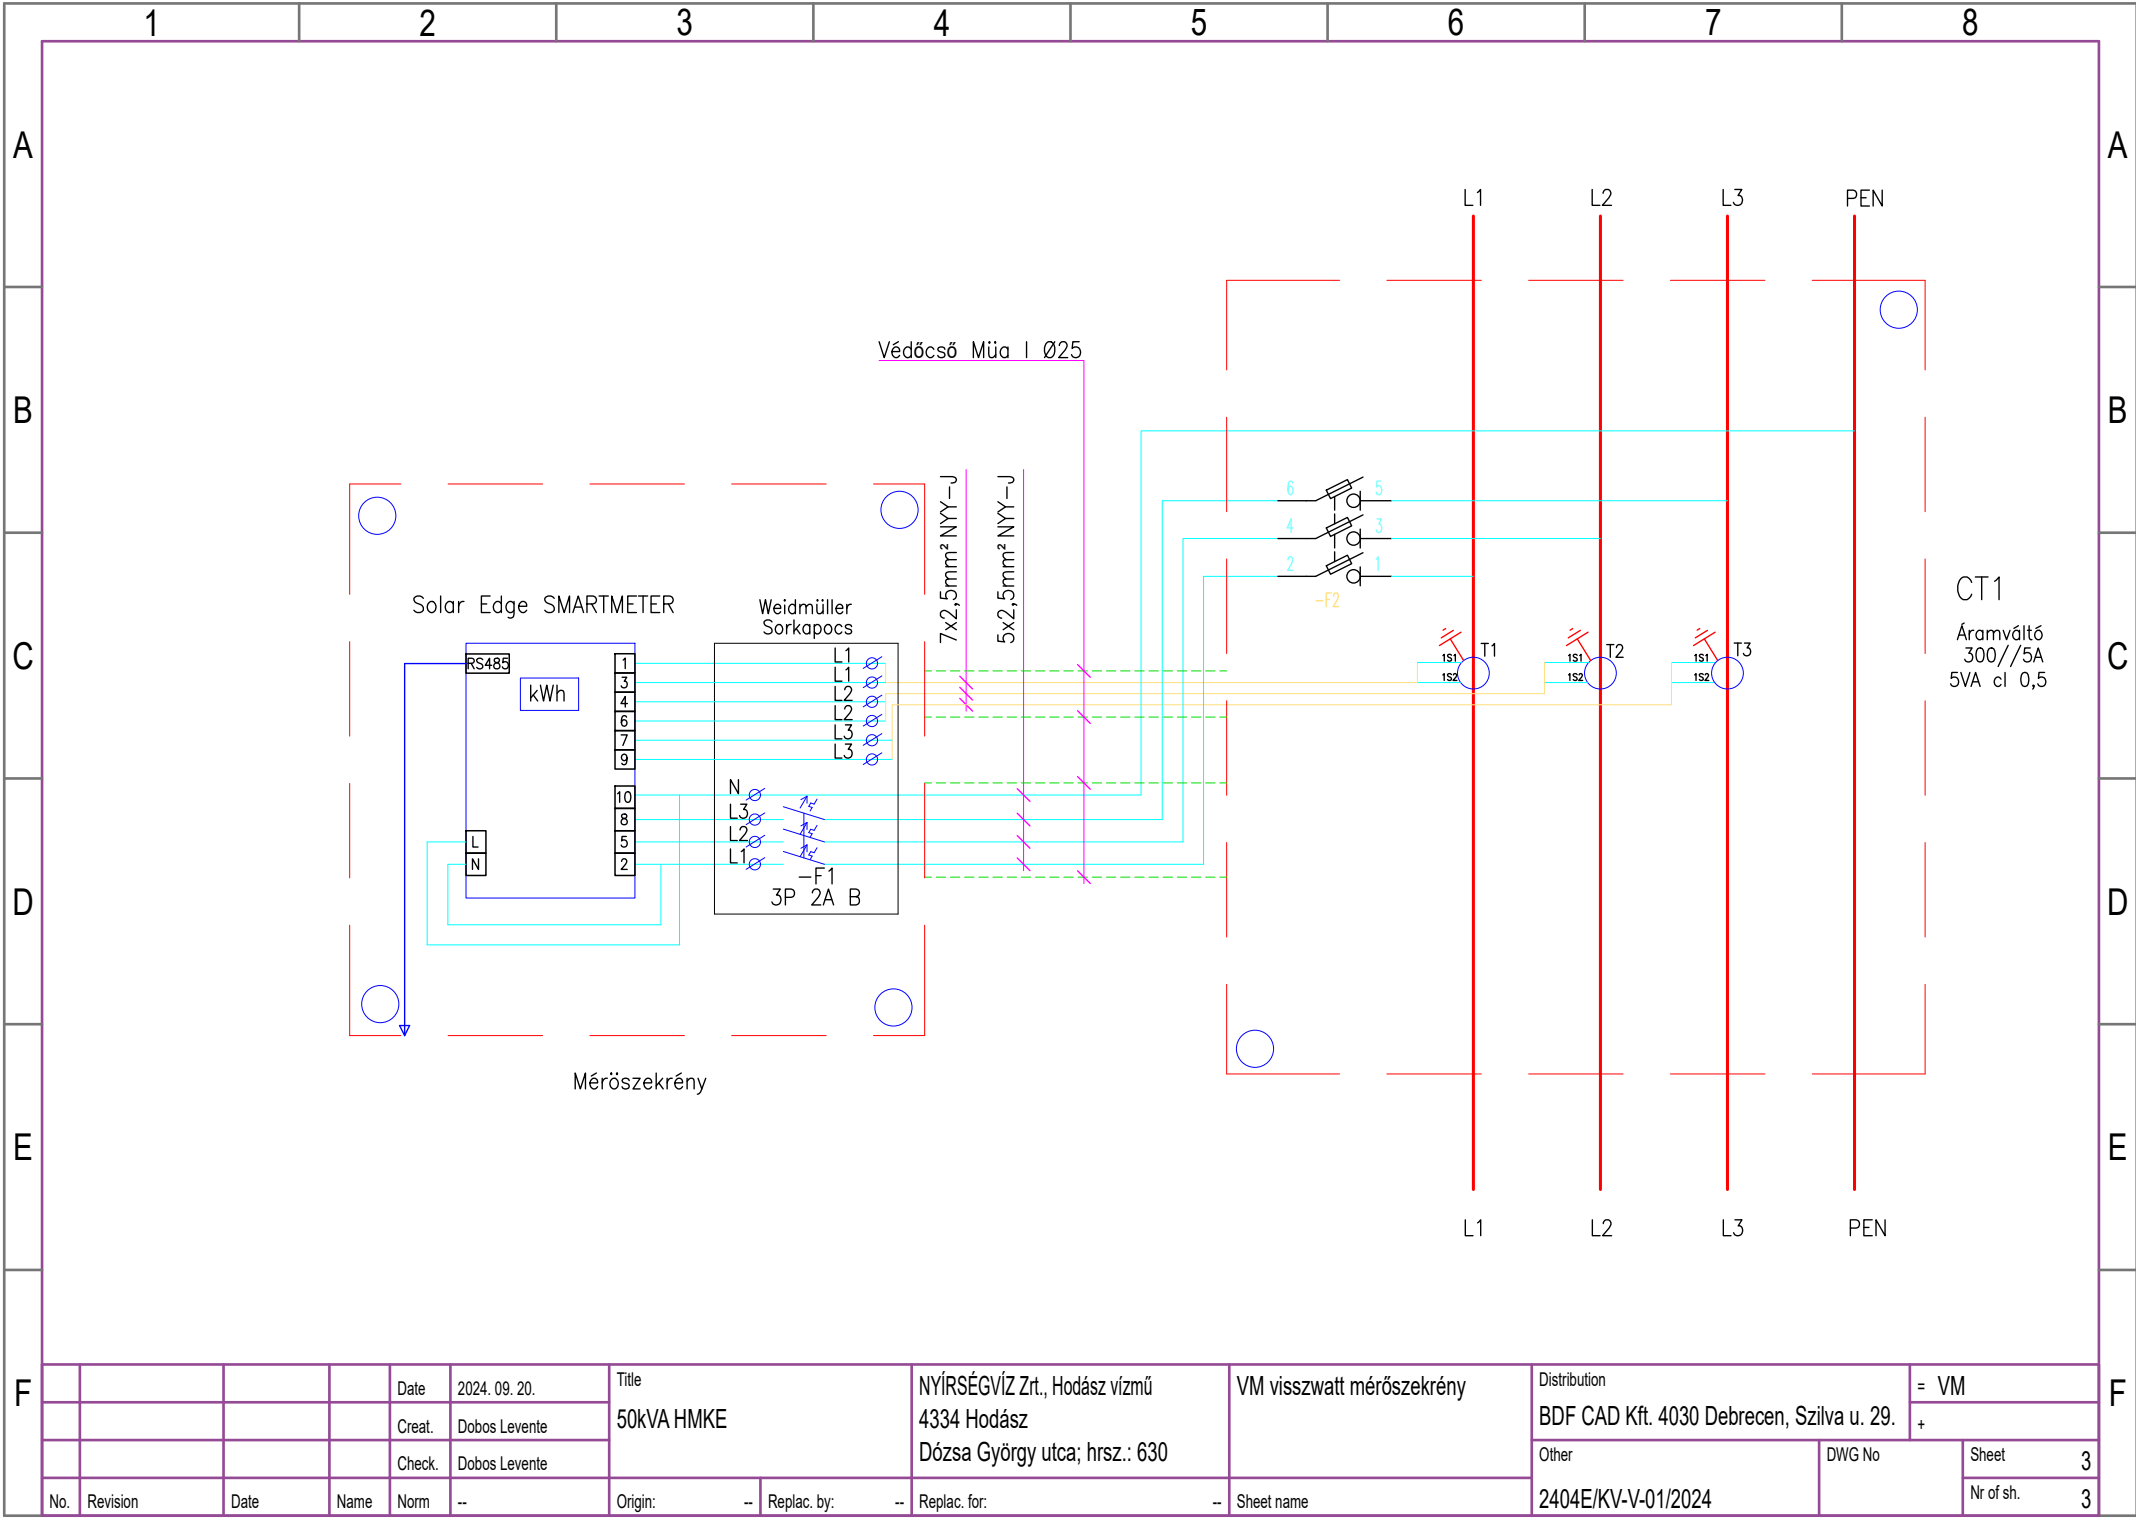 1 2 3 4 5 6 7 8
A A
L1 L2 L3 PEN
Védőcső Müa I Ø25
B B
7x2,5mm² NYY-J
5x2,5mm² NYY-J
6 5
4 3
2 1
-F2
CT1
Áramváltó
300//5A
5VA cl 0,5
Solar Edge SMARTMETER
Weidmüller
Sorkapocs
C C
RS485
kWh
1
3
4
6
7
9
10
8
5
2
L
N
L1
L1
L2
L2
L3
L3
N
L3
L2
L1
-F1
3P 2A B
1S1 T1
1S2
1S1 T2
1S2
1S1 T3
1S2
D D
Méröszekrény
E E
L1 L2 L3 PEN
F F
Date 2024. 09. 20.
Creat. Dobos Levente
Check. Dobos Levente
No. Revision Date Name Norm --
Title
50kVA HMKE
Origin: -- Replac. by: --
NYÍRSÉGVÍZ Zrt., Hodász vízmű
4334 Hodász
Dózsa György utca; hrsz.: 630
Replac. for: --
VM visszwatt mérőszekrény
Sheet name
Distribution
BDF CAD Kft. 4030 Debrecen, Szilva u. 29.
= VM
+
Other
2404E/KV-V-01/2024
DWG No
Sheet 3
Nr of sh. 3